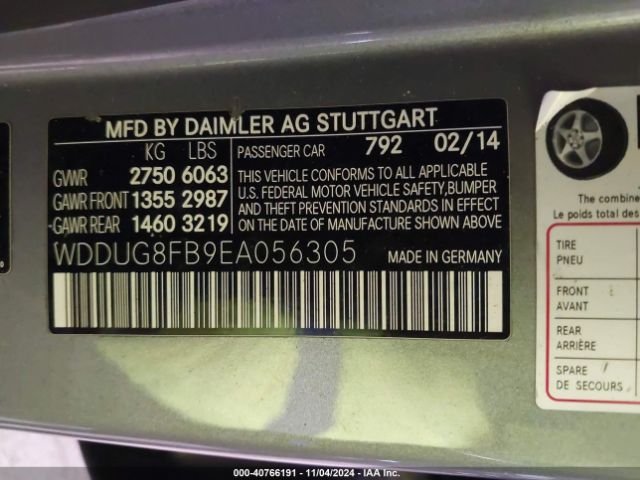 MFD BY DAIMLER AG STUTTGART
KG LBS
GVWR 2750 6063
GAWR FRONT 1355 2987
GAWR REAR 1460 3219
PASSENGER CAR 792 02/14
THIS VEHICLE CONFORMS TO ALL APPLICABLE
U.S. FEDERAL MOTOR VEHICLE SAFETY, BUMPER
AND THEFT PREVENTION STANDARDS IN EFFECT
ON THE DATE OF MANUFACTURE SHOWN ABOVE
WDDUG8FB9EA056305 MADE IN GERMANY
The combine
Le poids total des
TIRE
PNEU
FRONT
AVANT
REAR
ARRIÈRE
SPARE
DE SECOURS
000-40766191 - 11/04/2024 - IAA Inc.